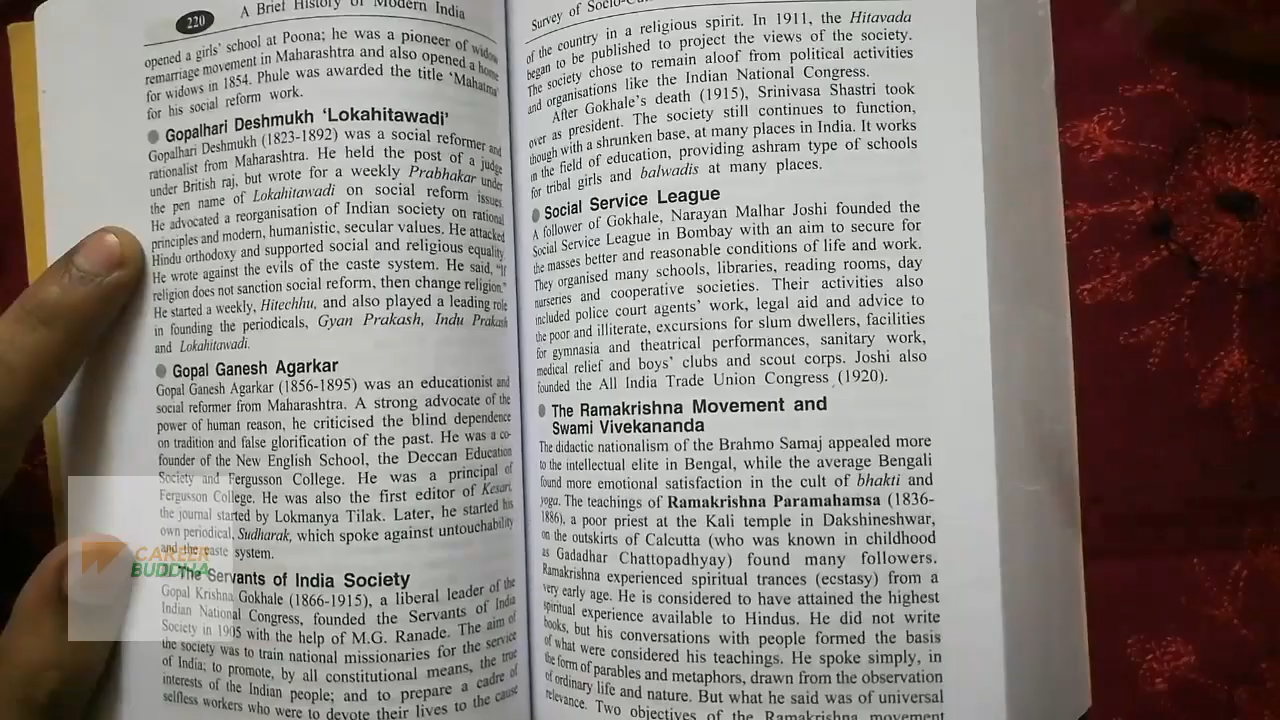 220
A Brief History of Modern India
opened a girls' school at Poona; he was a pioneer of widow
remarriage movement in Maharashtra and also opened a home
for widows in 1854. Phule was awarded the title 'Mahatma'
for his social reform work.
Gopalhari Deshmukh 'Lokahitawadi'
Gopalhari Deshmukh (1823-1892) was a social reformer and
rationalist from Maharashtra. He held the post of a judge
under British raj, but wrote for a weekly Prabhakar under
the pen name of Lokahitawadi on social reform issues
He advocated a reorganisation of Indian society on rational
principles and modern, humanistic, secular values. He attacked
Hindu orthodoxy and supported social and religious equality
He wrote against the evils of the caste system. He said, "If
religion does not sanction social reform, then change religion."
He started a weekly, Hitechhu, and also played a leading role
in founding the periodicals, Gyan Prakash, Indu Prakash
and Lokahitawadi.
Gopal Ganesh Agarkar
Gopal Ganesh Agarkar (1856-1895) was an educationist and
social reformer from Maharashtra. A strong advocate of the
power of human reason, he criticised the blind dependence
on tradition and false glorification of the past. He was a co-
founder of the New English School, the Deccan Education
Society and Fergusson College. He was a principal of
Fergusson College. He was also the first editor of Kesari,
the journal started by Lokmanya Tilak. Later, he started his
own periodical, Sudharak, which spoke against untouchability
and the caste system.
CAREER
BUDDHA
The Servants of India Society
Gopal Krishna Gokhale (1866-1915), a liberal leader of the
Indian National Congress, founded the Servants of India
Society in 1905 with the help of M.G. Ranade. The aim of
the society was to train national missionaries for the service
of India; to promote, by all constitutional means, the true
interests of the Indian people; and to prepare a cadre of
selfless workers who were to devote their lives to the cause
Survey of
of the country in a religious spirit. In 1911, the Hitavada
began to be published to project the views of the society.
The society chose to remain aloof from political activities
and organisations like the Indian National Congress.
After Gokhale's death (1915), Srinivasa Shastri took
over as president. The society still continues to function,
though with a shrunken base, at many places in India. It works
in the field of education, providing ashram type of schools
for tribal girls and balwadis at many places.
Social Service League
A follower of Gokhale, Narayan Malhar Joshi founded the
Social Service League in Bombay with an aim to secure for
the masses better and reasonable conditions of life and work.
They organised many schools, libraries, reading rooms, day
nurseries and cooperative societies. Their activities also
included police court agents' work, legal aid and advice to
the poor and illiterate, excursions for slum dwellers, facilities
for gymnasia and theatrical performances, sanitary work,
medical relief and boys' clubs and scout corps. Joshi also
founded the All India Trade Union Congress (1920).
The Ramakrishna Movement and
Swami Vivekananda
The didactic nationalism of the Brahmo Samaj appealed more
to the intellectual elite in Bengal, while the average Bengali
found more emotional satisfaction in the cult of bhakti and
yoga. The teachings of Ramakrishna Paramahamsa (1836-
1886), a poor priest at the Kali temple in Dakshineshwar,
on the outskirts of Calcutta (who was known in childhood
as Gadadhar Chattopadhyay) found many followers.
Ramakrishna experienced spiritual trances (ecstasy) from a
very early age. He is considered to have attained the highest
spiritual experience available to Hindus. He did not write
books, but his conversations with people formed the basis
of what were considered his teachings. He spoke simply, in
the form of parables and metaphors, drawn from the observation
of ordinary life and nature. But what he said was of universal
relevance. Two objectives of the Ramakrishna movement